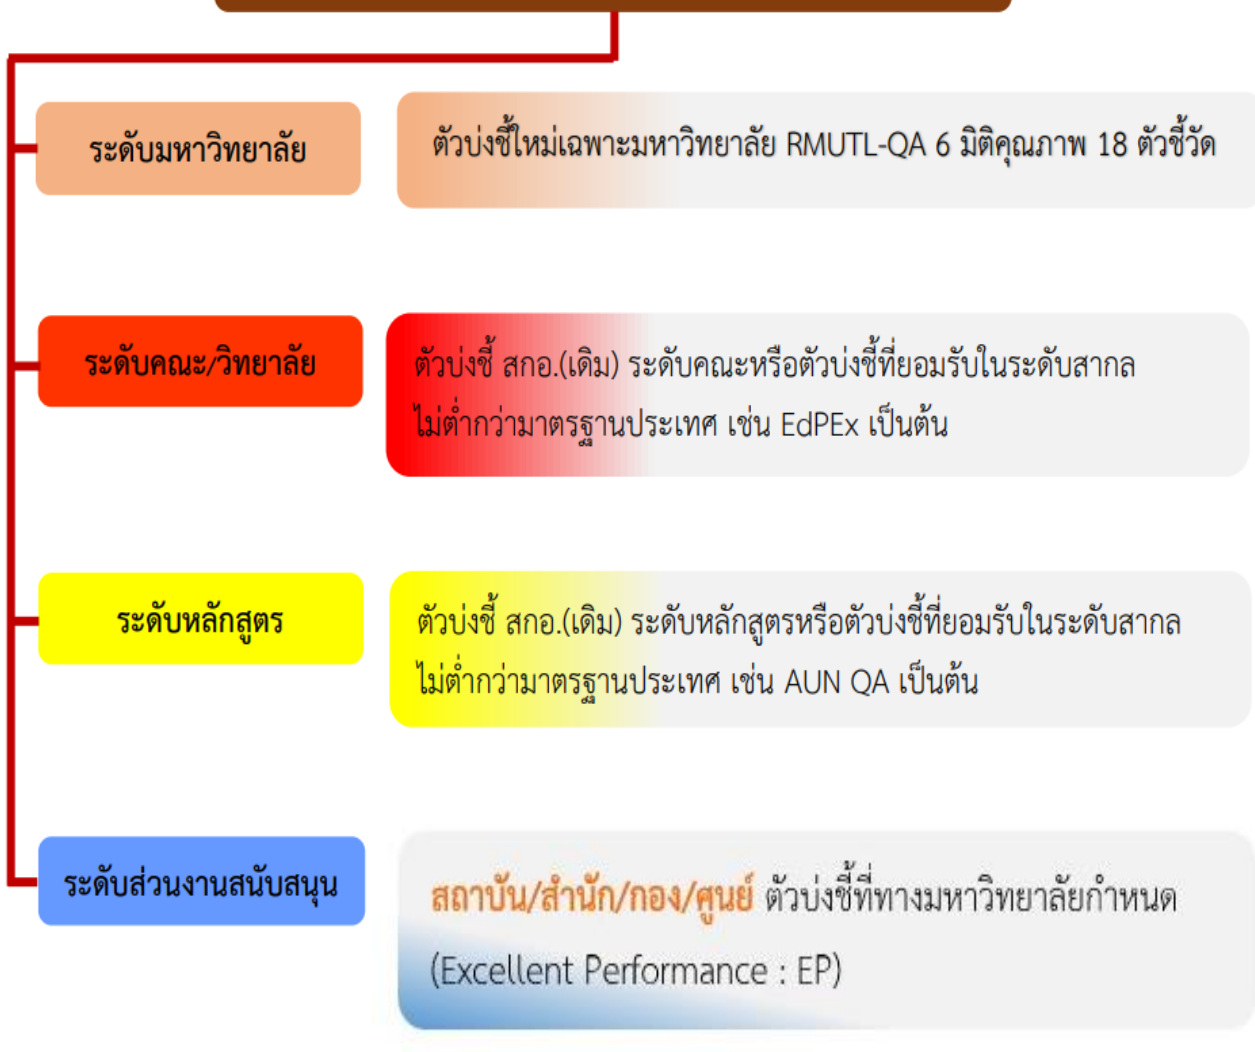 ระดับมหาวิทยาลัย
ตัวบ่งชี้ใหม่เฉพาะมหาวิทยาลัย RMUTL-QA 6 มิติคุณภาพ 18 ตัวชี้วัด
ระดับคณะ/วิทยาลัย
ตัวบ่งชี้ สกอ.(เดิม) ระดับคณะหรือตัวบ่งชี้ที่ยอมรับในระดับสากล
ไม่ต่ำกว่ามาตรฐานประเทศ เช่น EdPEx เป็นต้น
ระดับหลักสูตร
ตัวบ่งชี้ สกอ.(เดิม) ระดับหลักสูตรหรือตัวบ่งชี้ที่ยอมรับในระดับสากล
ไม่ต่ำกว่ามาตรฐานประเทศ เช่น AUN QA เป็นต้น
ระดับส่วนงานสนับสนุน
สถาบัน/สำนัก/กอง/ศูนย์ ตัวบ่งชี้ที่ทางมหาวิทยาลัยกำหนด
(Excellent Performance : EP)